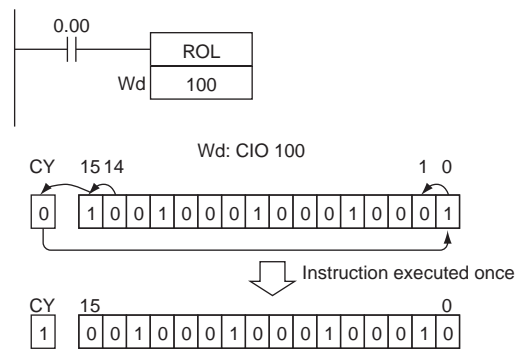 0.00
ROL
Wd 100
Wd: CIO 100
CY 15 14 1 0
0 1 0 0 1 0 0 0 1 0 0 0 1 0 0 0 1
Instruction executed once
CY 15 0
1 0 0 1 0 0 0 1 0 0 0 1 0 0 0 1 0